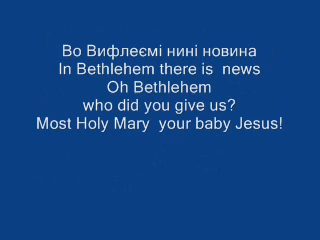 Во Вифлеємі нині новина
In Bethlehem there is  news
Oh Bethlehem
who did you give us?
Most Holy Mary  your baby Jesus!